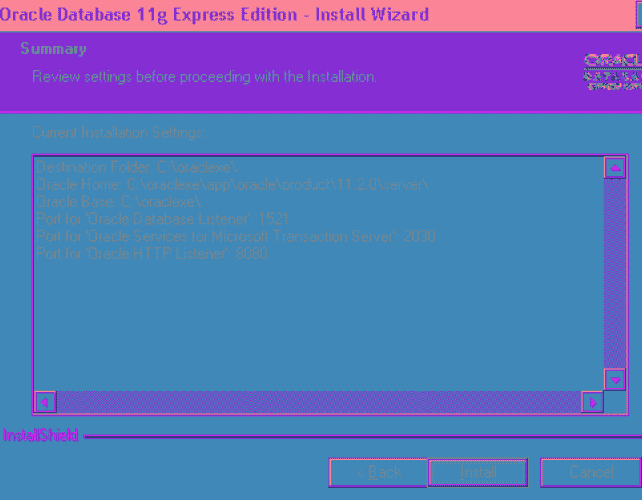 Oracle Database 11g Express Edition - Install Wizard
Summary
Review settings before proceeding with the Installation.
ORACLE
DATABASE
Current Installation Settings:
Destination Folder: C:\oraclexe\
Oracle Home: C:\oraclexe\app\oracle\product\11.2.0\server\
Oracle Base: C:\oraclexe\
Port for 'Oracle Database Listener': 1521
Port for 'Oracle Services for Microsoft Transaction Server': 2030
Port for 'Oracle HTTP Listener': 8080
InstallShield
< Back
Install
Cancel